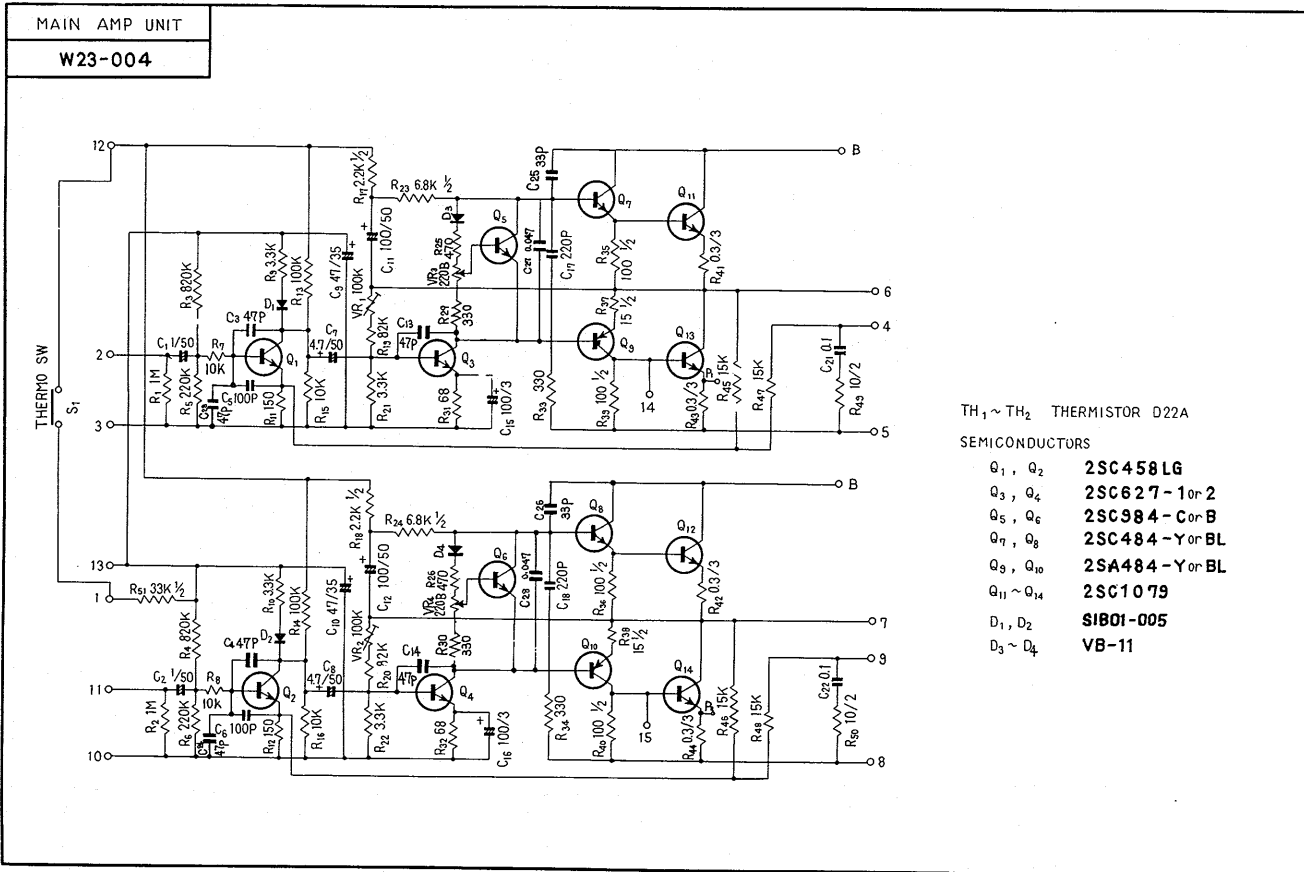 MAIN AMP UNIT
W23-004
12
R17 2.2K ½
R23 6.8K ½
C25 33P
B
Q7
Q11
R3 820K
R9 3.3K
R13 100K
C9 47/35
C11 100/50
D3
R25 470
VR3 220B
Q5
C27 0.047
C17 220P
R35 100 ½
R41 0.3/3
6
D1
VR1 100K
R29 330
R37 15 ½
4
C3 47P
C7 4.7/50
R19 82K
C13 47P
Q9
Q13
C21 0.1
2
C1 1/50
R7 10K
Q1
Q3
R45 15K
R47 15K
R1 1M
R5 220K
C5 100P
47P
R11 150
R15 10K
R21 3.3K
R31 68
C15 100/3
R33 330
R39 100 ½
14
R43 0.3/3
R49 10/2
3
5
THERMO SW
S1
TH1 ~ TH2 THERMISTOR D22A
SEMICONDUCTORS
Q1, Q2 2SC458LG
Q3, Q4 2SC627-1or2
Q5, Q6 2SC984-CorB
Q7, Q8 2SC484-YorBL
Q9, Q10 2SA484-YorBL
Q11 ~ Q14 2SC1079
D1, D2 SIB01-005
D3 ~ D4 VB-11
R18 2.2K ½
R24 6.8K ½
C26 33P
B
Q8
Q12
13
1
R51 33K ½
R4 820K
R10 3.3K
R14 100K
C10 47/35
C12 100/50
D4
R26 470
VR4 220B
Q6
C28 0.047
C18 220P
R36 100 ½
R42 0.3/3
7
D2
VR2 100K
R30 330
R38 15 ½
9
C4 47P
C8 4.7/50
R20 82K
C14 47P
Q10
Q14
C22 0.1
11
C2 1/50
R8 10K
Q2
Q4
R46 15K
R48 15K
R2 1M
R6 220K
C6 100P
47P
R12 150
R16 10K
R22 3.3K
R32 68
C16 100/3
R34 330
R40 100 ½
15
R44 0.3/3
R50 10/2
10
8